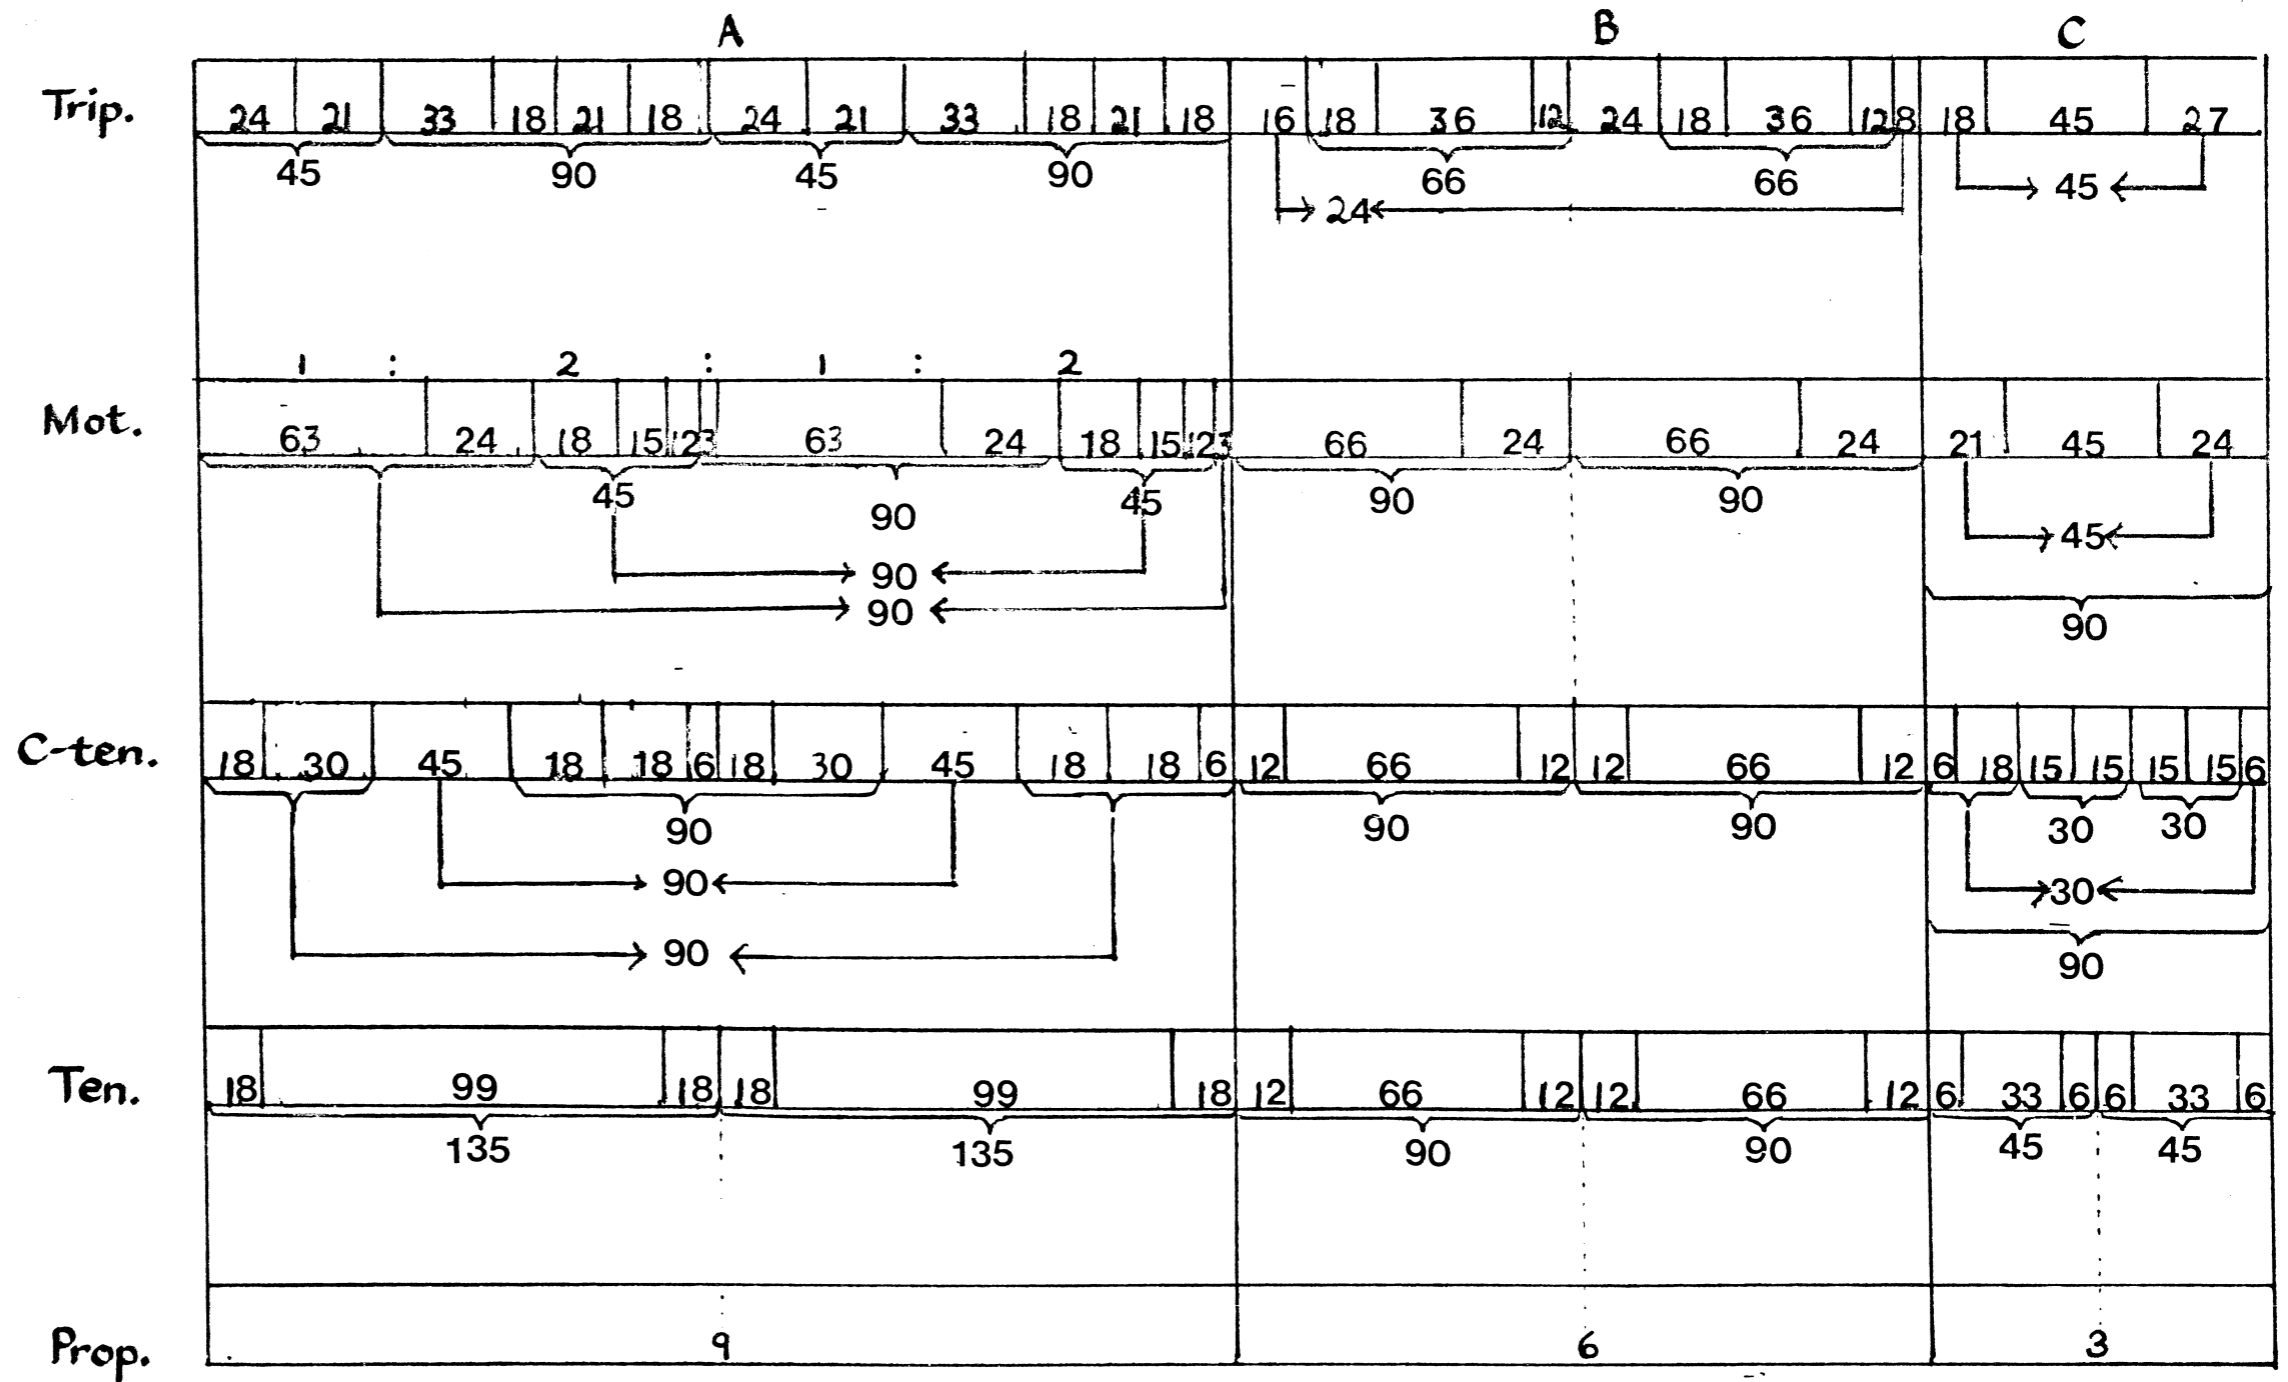 A B C
Trip. 24 21 33 18 21 18 24 21 33 18 21 18 16 18 36 12 24 18 36 12 8 18 45 27
45 90 45 90 66 66 → 45 ←
→ 24 ←
1 : 2 : 1 : 2
Mot. 63 24 18 15 12 3 63 24 18 15 12 3 66 24 66 24 21 45 24
45 90 45 90 90
→ 45 ←
→ 90 ←
→ 90 ← 90
C-ten. 18 30 45 18 18 6 18 30 45 18 18 6 12 66 12 12 66 12 6 18 15 15 15 15 6
90 90 90 30 30
→ 90 ← → 30 ←
→ 90 ← 90
Ten. 18 99 18 18 99 18 12 66 12 12 66 12 6 33 6 6 33 6
135 135 90 90 45 45
Prop. 9 6 3